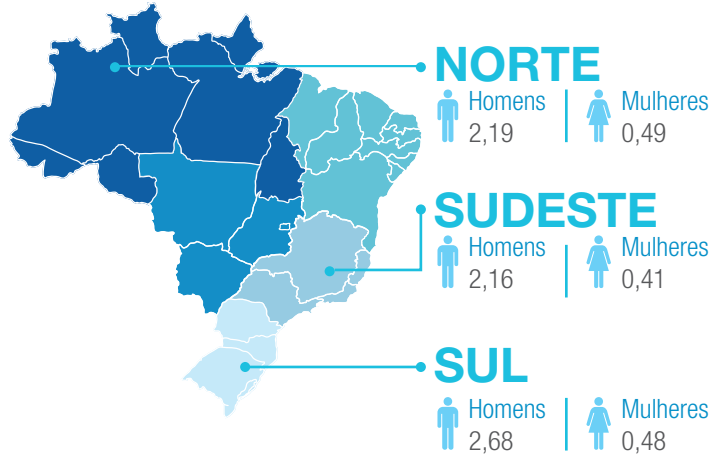 NORTE
Homens
2,19
Mulheres
0,49
SUDESTE
Homens
2,16
Mulheres
0,41
SUL
Homens
2,68
Mulheres
0,48